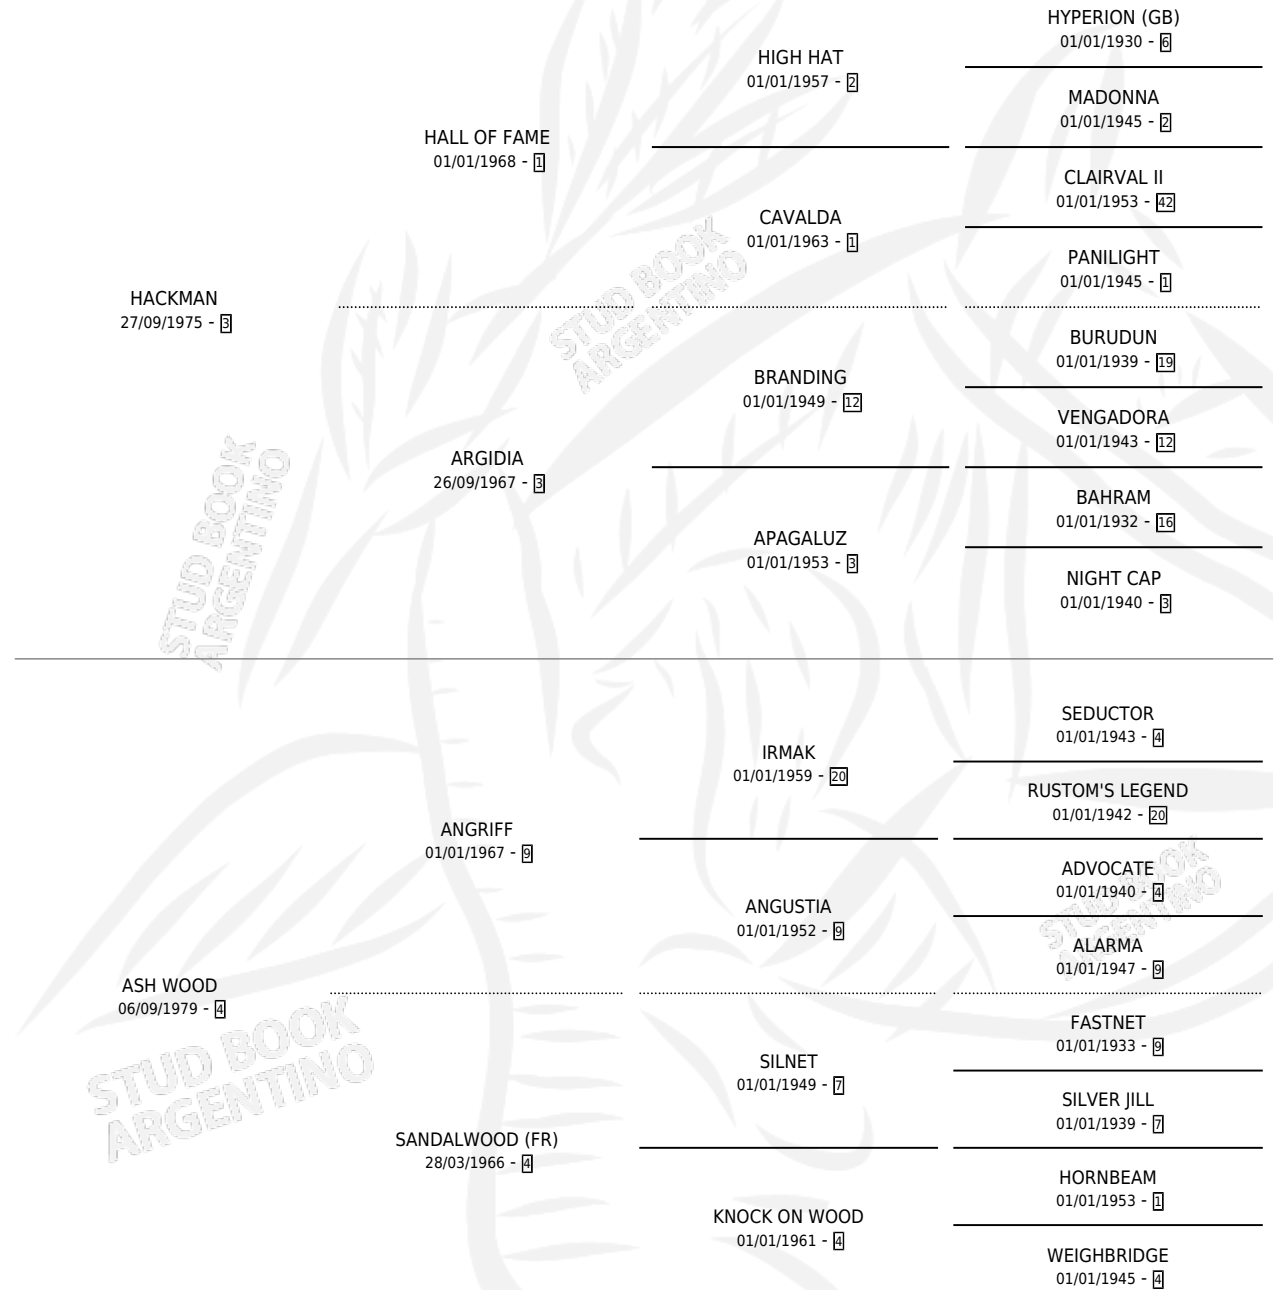 HYPERION (GB)
01/01/1930 - 6
HIGH HAT
01/01/1957 - 2
MADONNA
01/01/1945 - 2
HALL OF FAME
01/01/1968 - 1
CLAIRVAL II
01/01/1953 - 42
CAVALDA
01/01/1963 - 1
PANILIGHT
01/01/1945 - 1
HACKMAN
27/09/1975 - 3
BURUDUN
01/01/1939 - 19
BRANDING
01/01/1949 - 12
VENGADORA
01/01/1943 - 12
ARGIDIA
26/09/1967 - 3
BAHRAM
01/01/1932 - 16
APAGALUZ
01/01/1953 - 3
NIGHT CAP
01/01/1940 - 3
SEDUCTOR
01/01/1943 - 4
IRMAK
01/01/1959 - 20
RUSTOM'S LEGEND
01/01/1942 - 20
ANGRIFF
01/01/1967 - 9
ADVOCATE
01/01/1940 - 4
ANGUSTIA
01/01/1952 - 9
ALARMA
01/01/1947 - 9
ASH WOOD
06/09/1979 - 4
FASTNET
01/01/1933 - 9
SILNET
01/01/1949 - 7
SILVER JILL
01/01/1939 - 7
SANDALWOOD (FR)
28/03/1966 - 4
HORNBEAM
01/01/1953 - 1
KNOCK ON WOOD
01/01/1961 - 4
WEIGHBRIDGE
01/01/1945 - 4
STUD BOOK
ARGENTINO
STUD BOOK
ARGENTINO
STUD BOOK
ARGENTINO
STUD BOOK
ARGENTINO